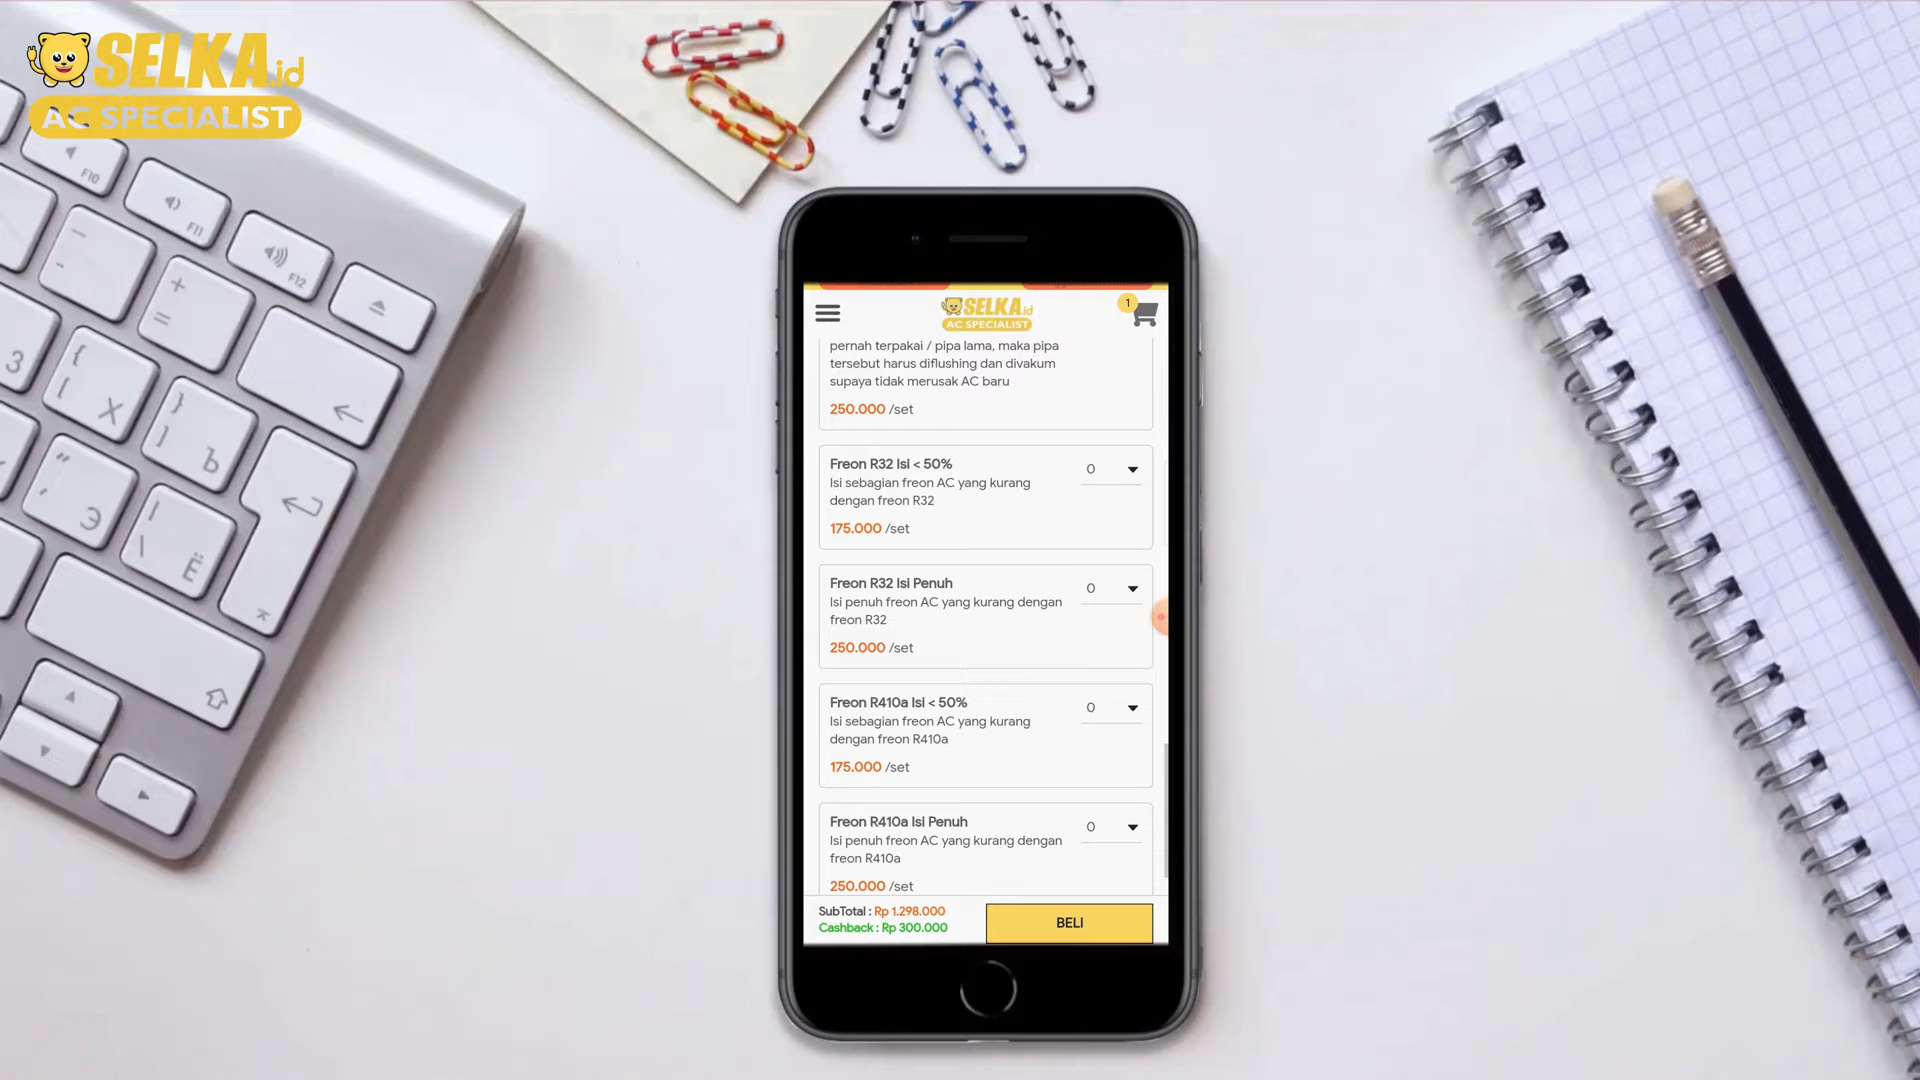 SELKA.id
AC SPECIALIST
F10
F11
F12
SELKA.id
AC SPECIALIST
1
pernah terpakai / pipa lama, maka pipa
tersebut harus diflushing dan divakum
supaya tidak merusak AC baru
250.000 /set
Freon R32 Isi < 50%
0
Isi sebagian freon AC yang kurang
dengan freon R32
175.000 /set
Freon R32 Isi Penuh
0
Isi penuh freon AC yang kurang dengan
freon R32
250.000 /set
Freon R410a Isi < 50%
0
Isi sebagian freon AC yang kurang
dengan freon R410a
175.000 /set
Freon R410a Isi Penuh
0
Isi penuh freon AC yang kurang dengan
freon R410a
250.000 /set
SubTotal : Rp 1.298.000
Cashback : Rp 300.000
BELI
3
Х
Ъ
Э
Ё